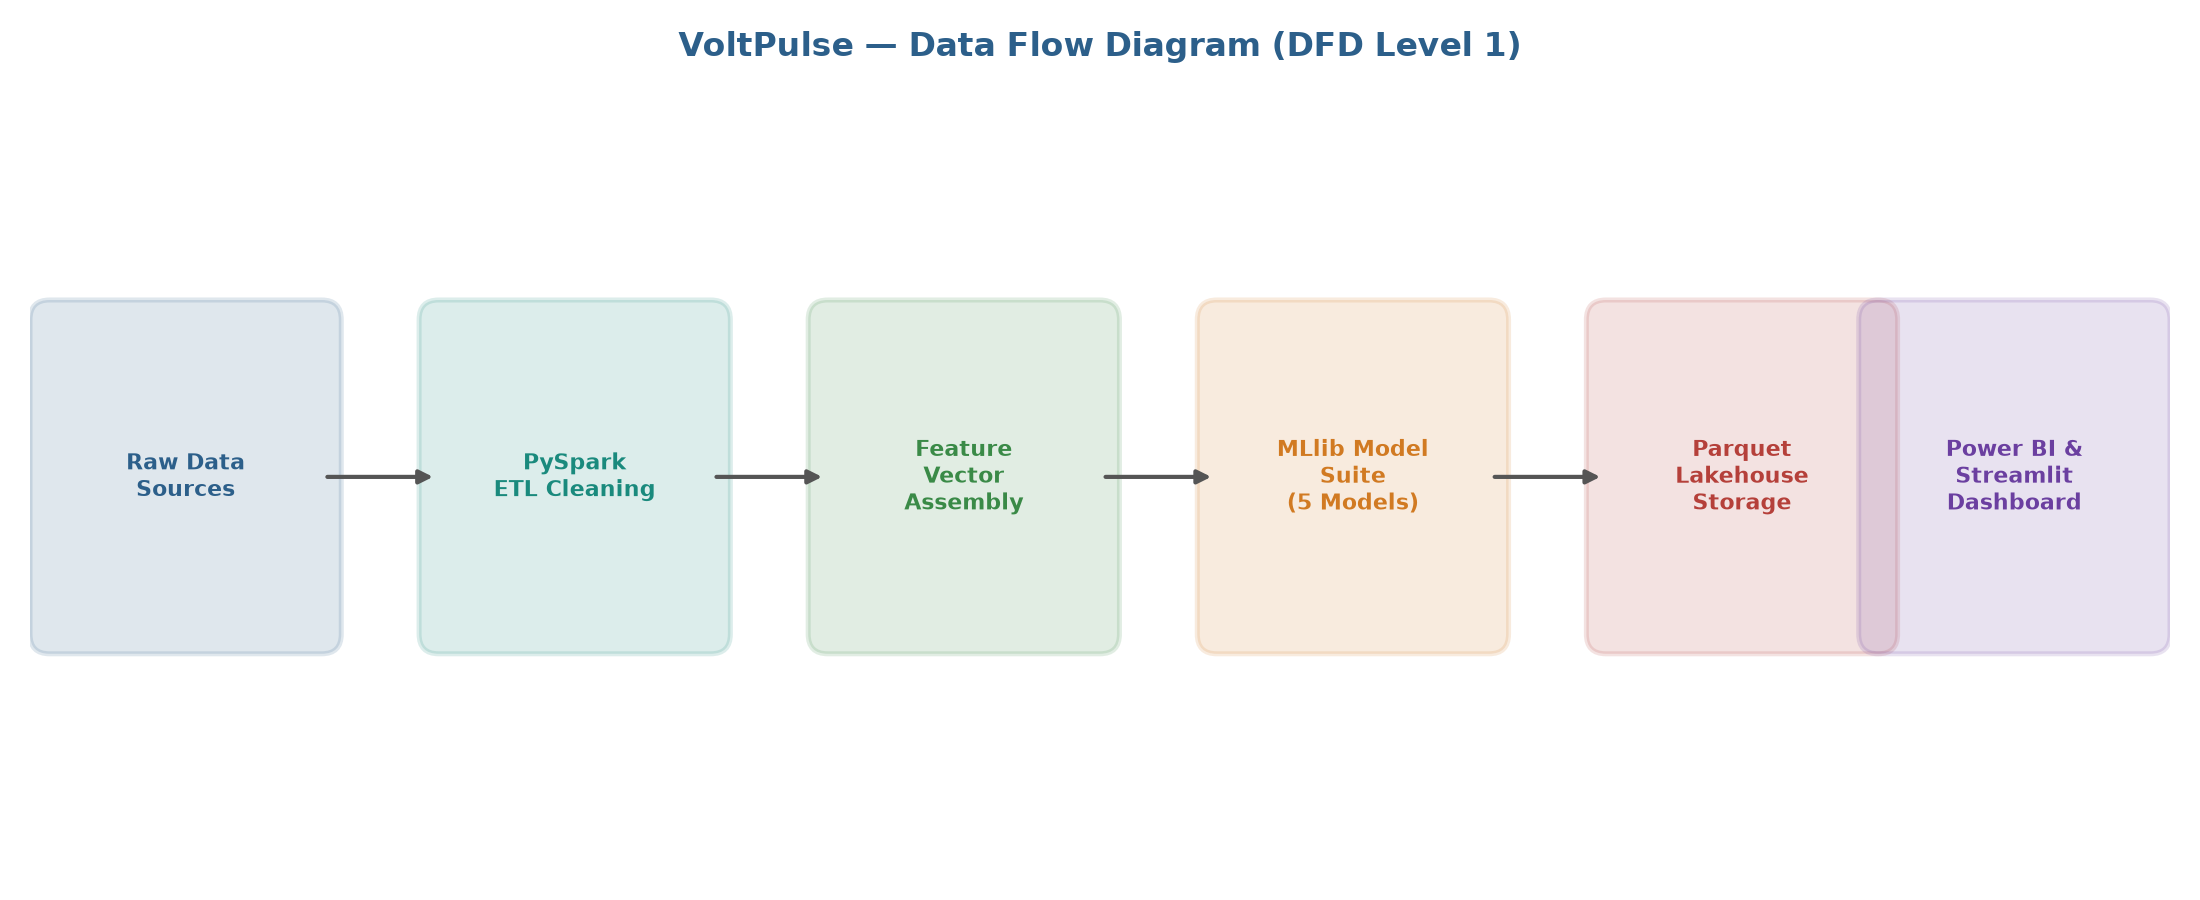 VoltPulse — Data Flow Diagram (DFD Level 1)
Raw Data
Sources
PySpark
ETL Cleaning
Feature
Vector
Assembly
MLlib Model
Suite
(5 Models)
Parquet
Lakehouse
Storage
Power BI &
Streamlit
Dashboard